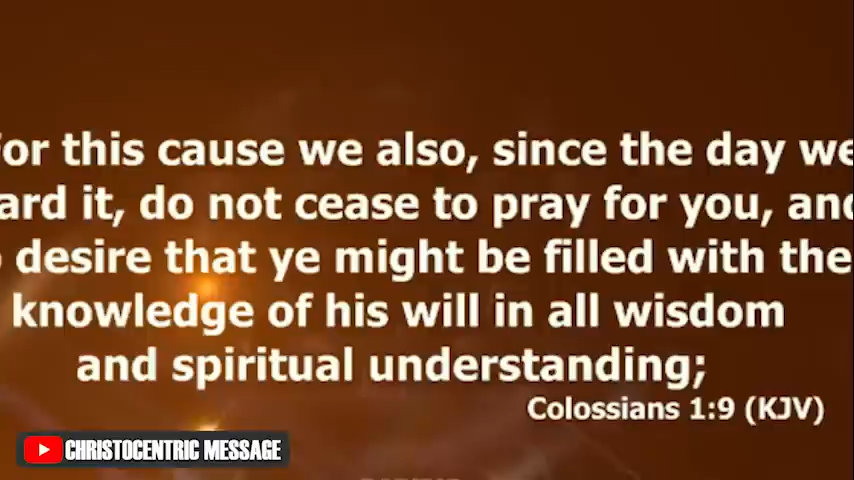 or this cause we also, since the day we
ard it, do not cease to pray for you, and
desire that ye might be filled with the
knowledge of his will in all wisdom
and spiritual understanding;
Colossians 1:9 (KJV)
CHRISTOCENTRIC MESSAGE